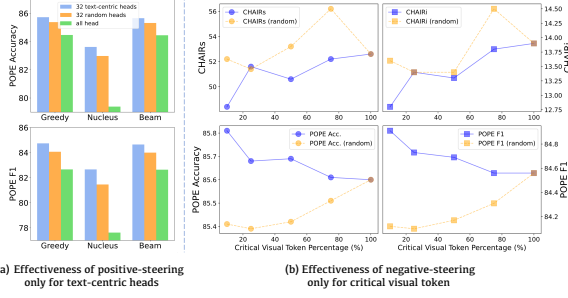 POPE Accuracy
86
84
82
80
32 text-centric heads
32 random heads
all head
Greedy
Nucleus
Beam
POPE F1
86
84
82
80
78
Greedy
Nucleus
Beam
a) Effectiveness of positive-steering
only for text-centric heads
CHAIRs
56
54
52
50
CHAIRs
CHAIRs (random)
CHAIRi
CHAIRi (random)
14.50
14.25
14.00
13.75
13.50
13.25
13.00
12.75
CHAIRi
POPE Accuracy
85.8
85.7
85.6
85.5
85.4
POPE Acc.
POPE Acc. (random)
20
40
60
80
100
Critical Visual Token Percentage (%)
POPE F1
POPE F1 (random)
84.8
84.6
84.4
84.2
POPE F1
20
40
60
80
100
Critical Visual Token Percentage (%)
(b) Effectiveness of negative-steering
only for critical visual token